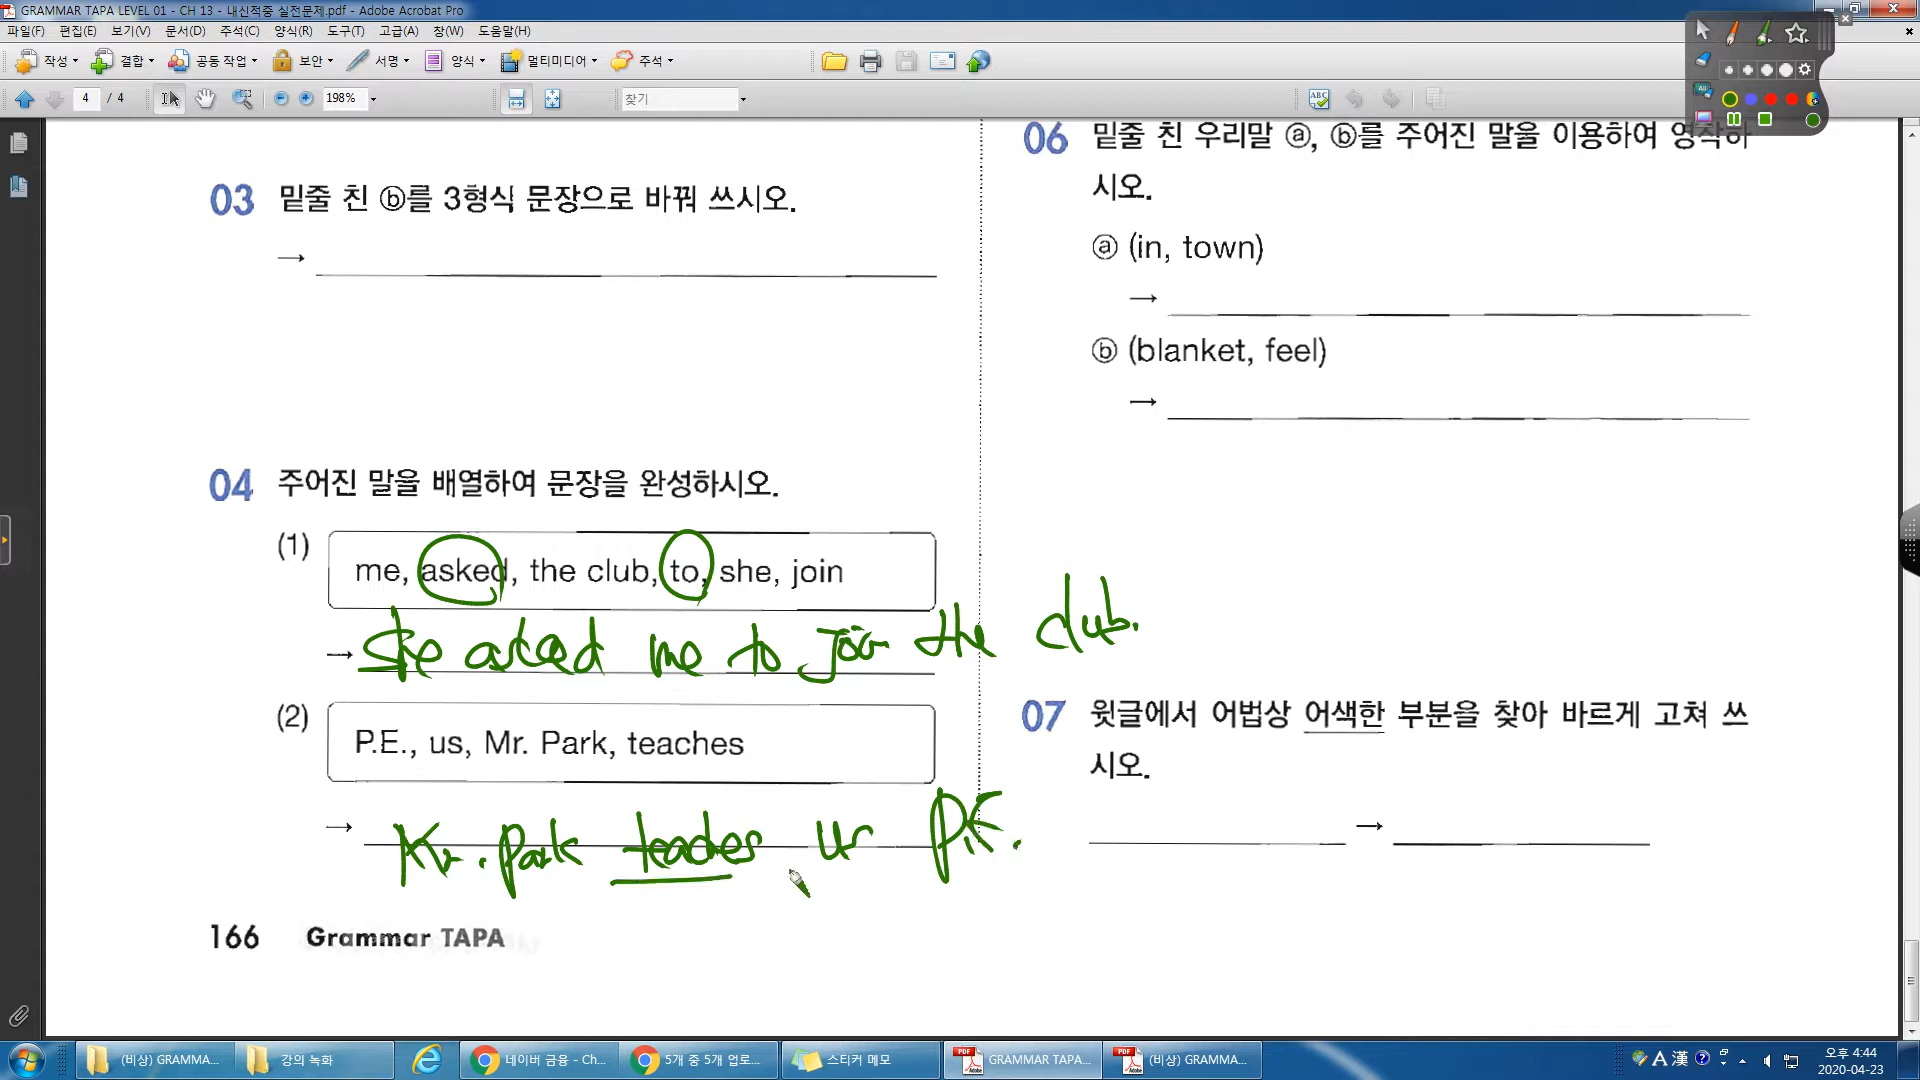 GRAMMAR TAPA LEVEL 01 - CH 13 - 내신적중 실전문제.pdf - Adobe Acrobat Pro
파일(F) 편집(E) 보기(V) 문서(D) 주석(C) 양식(R) 도구(T) 고급(A) 창(W) 도움말(H)
작성 결합 공동 작업 보안 서명 양식 멀티미디어 주석
4 / 4 198% 찾기
03 밑줄 친 ⓑ를 3형식 문장으로 바꿔 쓰시오.
→
04 주어진 말을 배열하여 문장을 완성하시오.
(1) me, asked, the club, to, she, join
→ She asked me to join the club.
(2) P.E., us, Mr. Park, teaches
→ Mr. Park teaches us P.E.
166 Grammar TAPA
06 밑줄 친 우리말 ⓐ, ⓑ를 주어진 말을 이용하여 영작하
시오.
ⓐ (in, town)
→
ⓑ (blanket, feel)
→
07 윗글에서 어법상 어색한 부분을 찾아 바르게 고쳐 쓰
시오.
→
(비상) GRAMMA... 강의 녹화 네이버 금융 - Ch... 5개 중 5개 업로... 스티커 메모 GRAMMAR TAPA... (비상) GRAMMA... A 漢 오후 4:44
2020-04-23